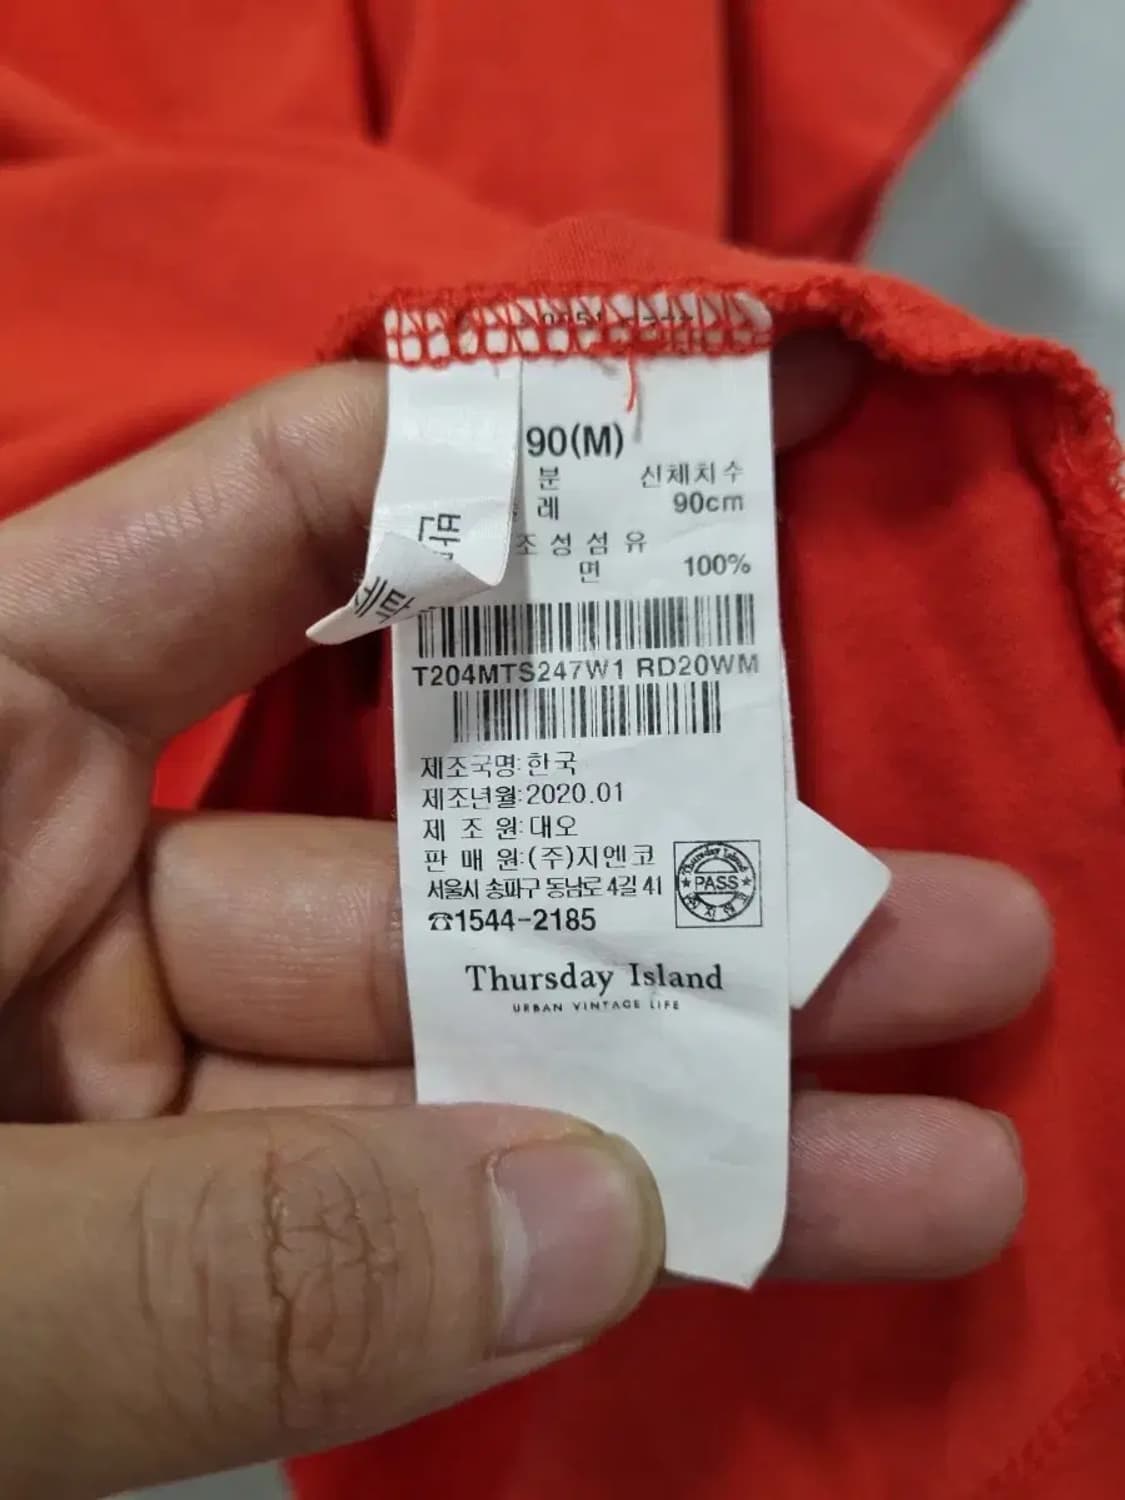 90(M)
분 신체치수
레 90cm
조성섬유
면 100%
T204MTS247W1 RD20WM
제조국명:한국
제조년월:2020.01
제 조 원:대오
판 매 원:(주)지엔코
서울시 송파구 동남로 4길 41
☎1544-2185
Thursday Island
PASS
Thursday Island
URBAN VINTAGE LIFE